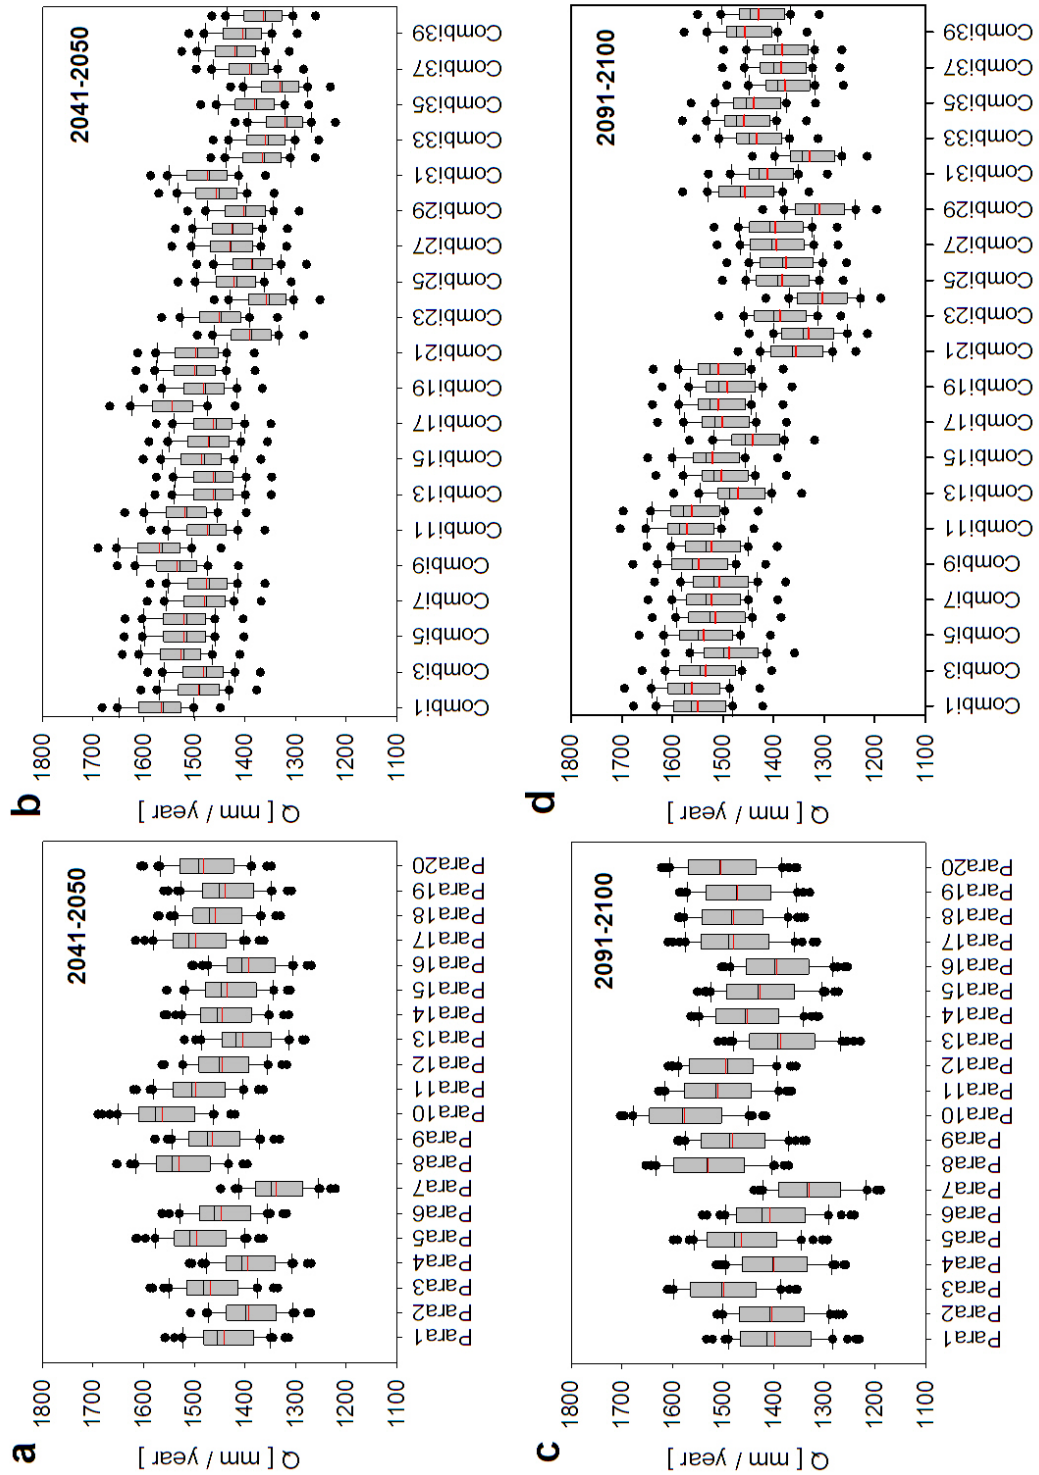 a
2041-2050
Q [ mm / year ]
1800
1700
1600
1500
1400
1300
1200
1100
Para1
Para2
Para3
Para4
Para5
Para6
Para7
Para8
Para9
Para10
Para11
Para12
Para13
Para14
Para15
Para16
Para17
Para18
Para19
Para20
b
2041-2050
Q [ mm / year ]
1800
1700
1600
1500
1400
1300
1200
1100
Combi1
Combi3
Combi5
Combi7
Combi9
Combi11
Combi13
Combi15
Combi17
Combi19
Combi21
Combi23
Combi25
Combi27
Combi29
Combi31
Combi33
Combi35
Combi37
Combi39
c
2091-2100
Q [ mm / year ]
1800
1700
1600
1500
1400
1300
1200
1100
Para1
Para2
Para3
Para4
Para5
Para6
Para7
Para8
Para9
Para10
Para11
Para12
Para13
Para14
Para15
Para16
Para17
Para18
Para19
Para20
d
2091-2100
Q [ mm / year ]
1800
1700
1600
1500
1400
1300
1200
1100
Combi1
Combi3
Combi5
Combi7
Combi9
Combi11
Combi13
Combi15
Combi17
Combi19
Combi21
Combi23
Combi25
Combi27
Combi29
Combi31
Combi33
Combi35
Combi37
Combi39